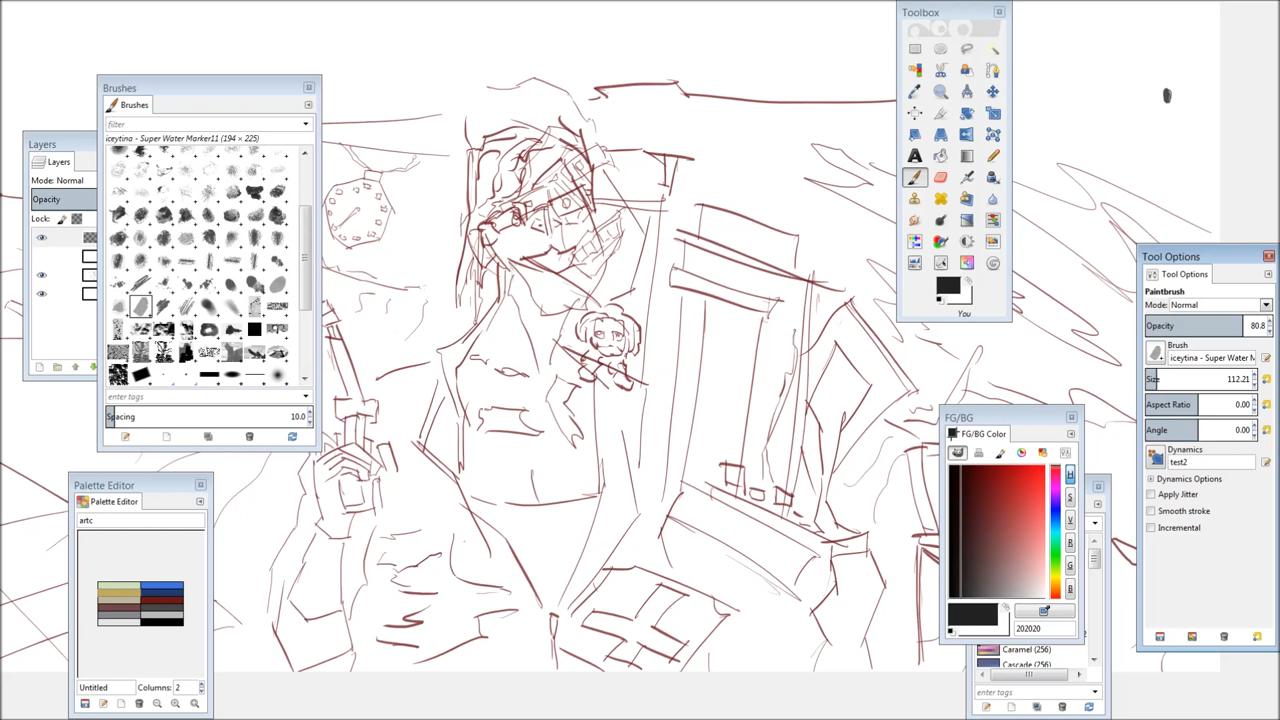 Toolbox
You
Brushes
Brushes
filter
iceytina - Super Water Marker11 (194 × 225)
enter tags
Spacing 10.0
Layers
Layers
Mode: Normal
Opacity
Lock:
Palette Editor
Palette Editor
artc
Untitled Columns: 2
Tool Options
Tool Options
Paintbrush
Mode: Normal
Opacity 80.8
Brush
iceytina - Super Water M
Size 112.21
Aspect Ratio 0.00
Angle 0.00
Dynamics
test2
Dynamics Options
Apply Jitter
Smooth stroke
Incremental
FG/BG
FG/BG Color
H
S
V
R
G
B
202020
Caramel (256)
Cascade (256)
enter tags